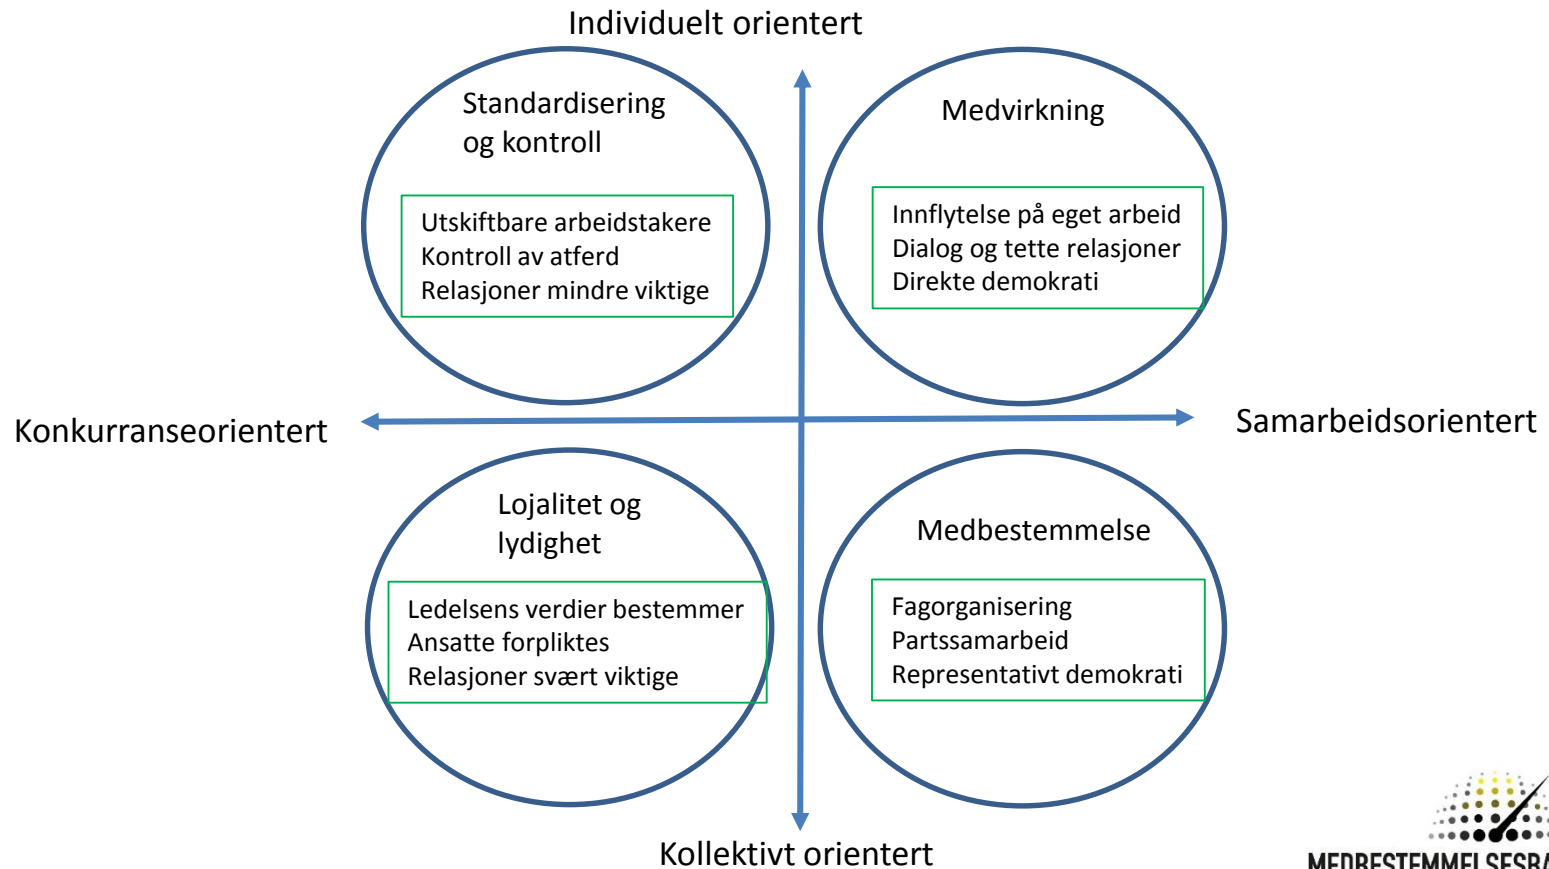 Individuelt orientert
Standardisering
og kontroll
Utskiftbare arbeidstakere
Kontroll av atferd
Relasjoner mindre viktige
Medvirkning
Innflytelse på eget arbeid
Dialog og tette relasjoner
Direkte demokrati
Konkurranseorientert
Samarbeidsorientert
Lojalitet og
lydighet
Ledelsens verdier bestemmer
Ansatte forpliktes
Relasjoner svært viktige
Medbestemmelse
Fagorganisering
Partssamarbeid
Representativt demokrati
Kollektivt orientert